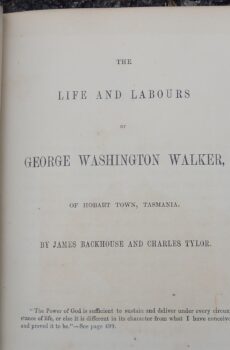 THE
LIFE AND LABOURS
OF
GEORGE WASHINGTON WALKER,
OF HOBART TOWN, TASMANIA.
BY JAMES BACKHOUSE AND CHARLES TYLOR.
"The Power of God is sufficient to sustain and deliver under every circum-
stance of life, or else it is different in its character from what I have conceived
and proved it to be."—See page 499.